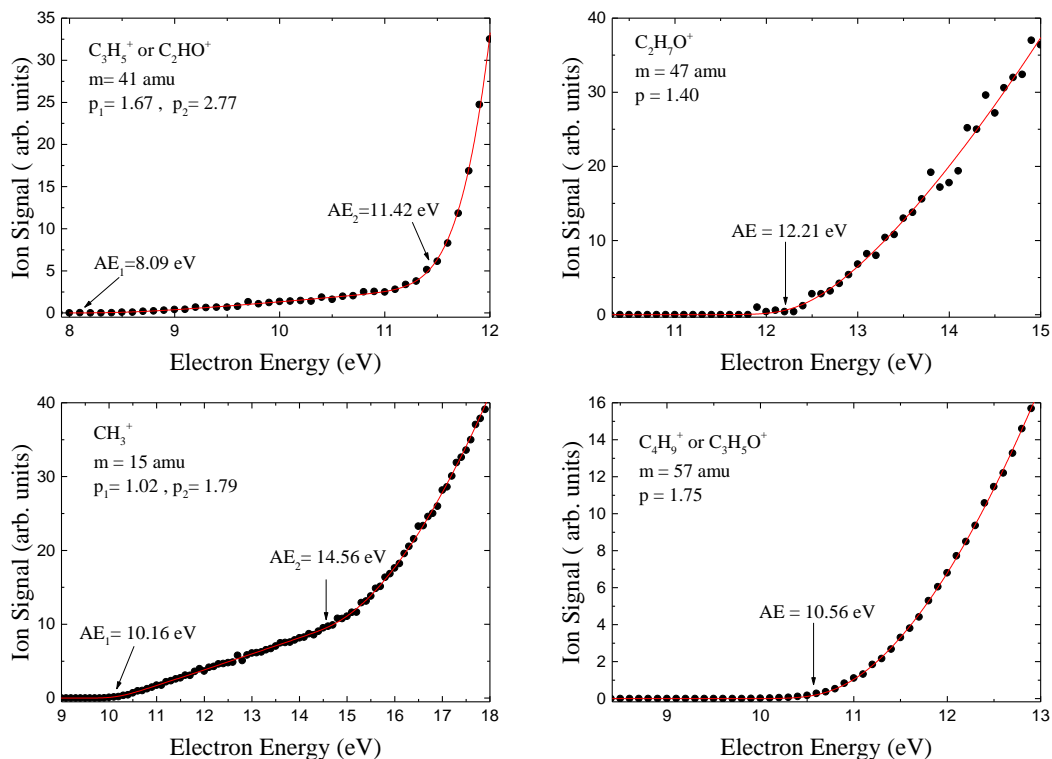 C₃H₅⁺ or C₂HO⁺
m= 41 amu
p₁= 1.67 , p₂= 2.77
AE₂=11.42 eV
AE₁=8.09 eV
Ion Signal ( arb. units)
35
30
25
20
15
10
5
0
8 9 10 11 12
Electron Energy (eV)
C₂H₇O⁺
m = 47 amu
p = 1.40
AE = 12.21 eV
Ion Signal ( arb. units)
40
30
20
10
0
11 12 13 14 15
Electron Energy (eV)
CH₃⁺
m = 15 amu
p₁= 1.02 , p₂= 1.79
AE₂= 14.56 eV
AE₁= 10.16 eV
Ion Signal (arb. units)
40
30
20
10
0
9 10 11 12 13 14 15 16 17 18
Electron Energy (eV)
C₄H₉⁺ or C₃H₅O⁺
m = 57 amu
p = 1.75
AE = 10.56 eV
Ion Signal ( arb. units)
16
14
12
10
8
6
4
2
0
9 10 11 12 13
Electron Energy (eV)